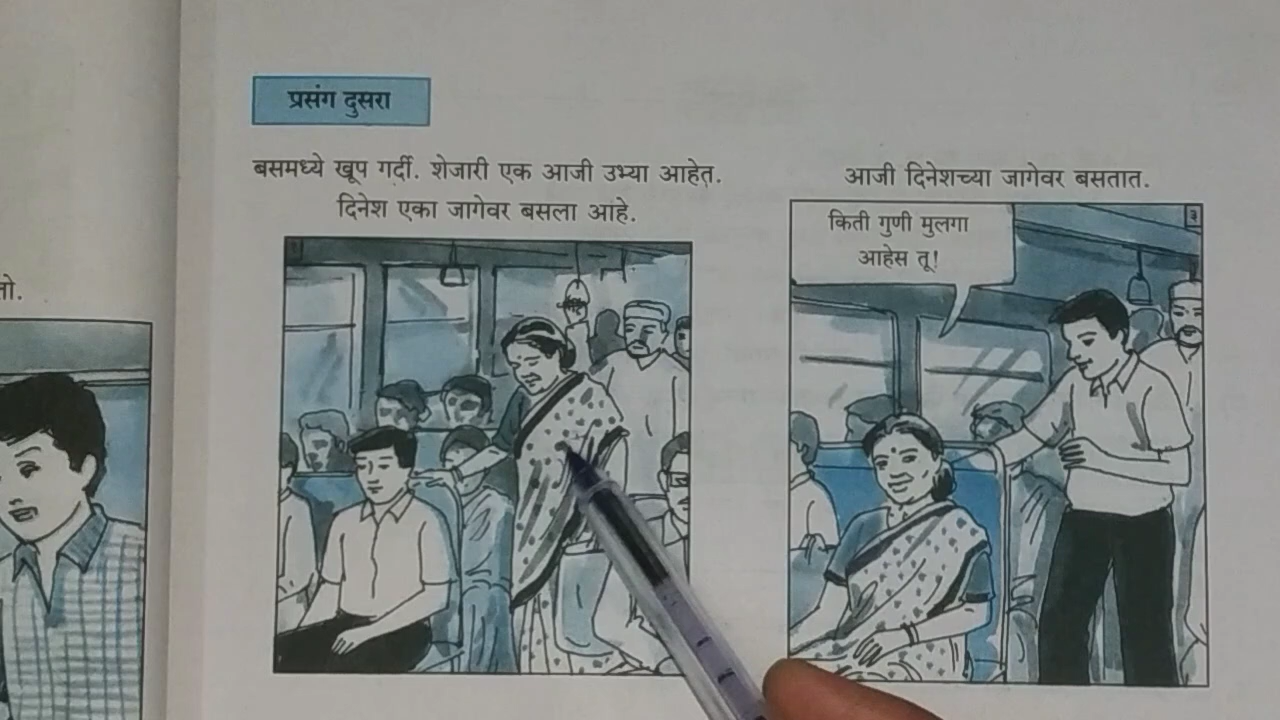 प्रसंग दुसरा
बसमध्ये खूप गर्दी. शेजारी एक आजी उभ्या आहेत.
दिनेश एका जागेवर बसला आहे.
आजी दिनेशच्या जागेवर बसतात.
किती गुणी मुलगा
आहेस तू!
तो.